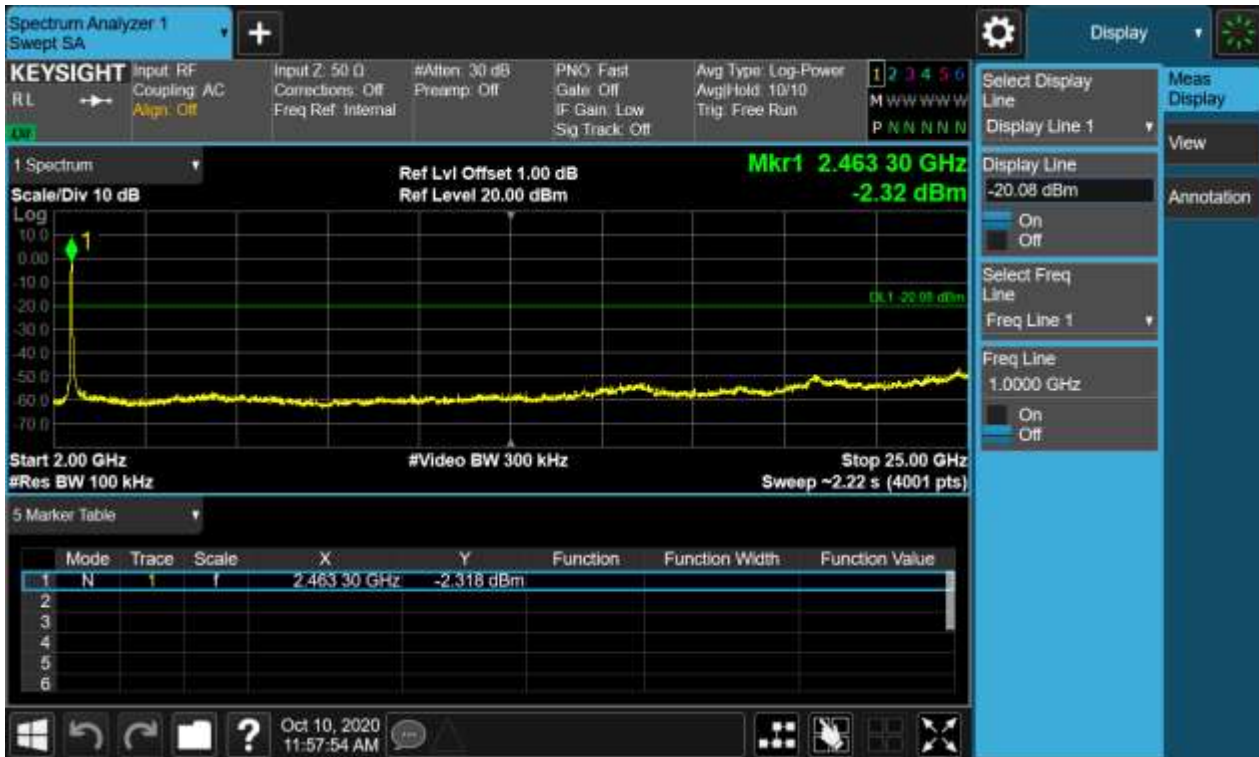 Spectrum Analyzer 1
Swept SA
+
Display
KEYSIGHT
RL
Input: RF
Coupling: AC
Align: Off
Input Z: 50 Ω
Corrections: Off
Freq Ref: Internal
#Atten: 30 dB
Preamp: Off
PNO: Fast
Gate: Off
IF Gain: Low
Sig Track: Off
Avg Type: Log-Power
Avg|Hold: 10/10
Trig: Free Run
1 2 3 4 5 6
M W W W W W
P N N N N N
1 Spectrum
Scale/Div 10 dB
Ref Lvl Offset 1.00 dB
Ref Level 20.00 dBm
Mkr1 2.463 30 GHz
-2.32 dBm
Log
10.0
0.00
-10.0
-20.0
-30.0
-40.0
-50.0
-60.0
-70.0
1
DL1 -20.08 dBm
Start 2.00 GHz
#Video BW 300 kHz
Stop 25.00 GHz
#Res BW 100 kHz
Sweep ~2.22 s (4001 pts)
5 Marker Table
Mode Trace Scale X Y Function Function Width Function Value
1 N 1 f 2.463 30 GHz -2.318 dBm
2
3
4
5
6
?
Oct 10, 2020
11:57:54 AM
Select Display
Line
Display Line 1
Display Line
-20.08 dBm
On
Off
Select Freq
Line
Freq Line 1
Freq Line
1.0000 GHz
On
Off
Meas
Display
View
Annotation